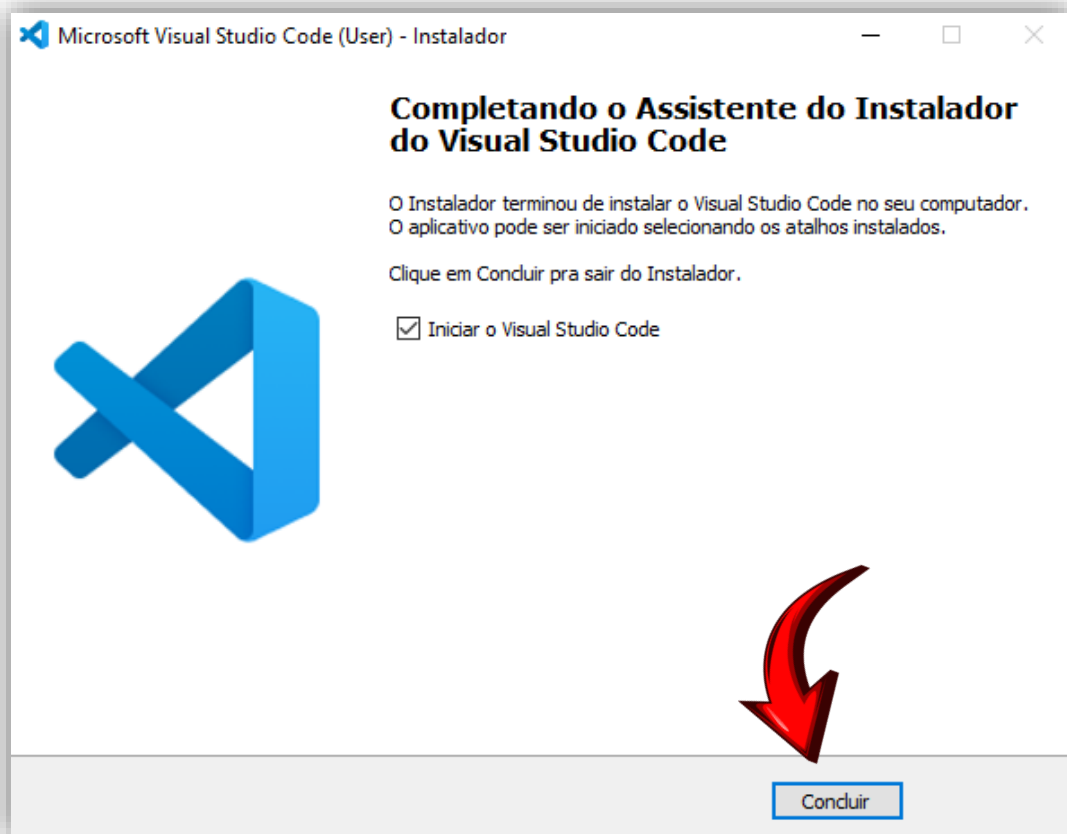 Microsoft Visual Studio Code (User) - Instalador
Completando o Assistente do Instalador
do Visual Studio Code
O Instalador terminou de instalar o Visual Studio Code no seu computador.
O aplicativo pode ser iniciado selecionando os atalhos instalados.
Clique em Concluir pra sair do Instalador.
Iniciar o Visual Studio Code
Concluir